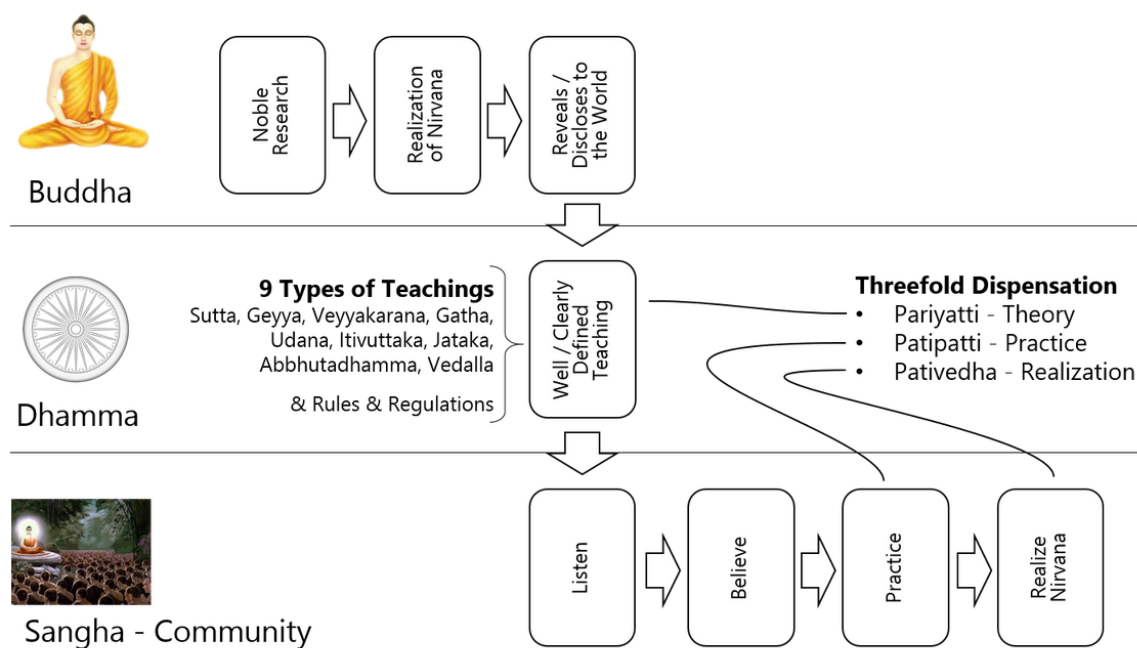 Buddha
Noble
Research
Realization
of Nirvana
Reveals /
Discloses to
the World
Dhamma
9 Types of Teachings
Sutta, Geyya, Veyyakarana, Gatha,
Udana, Itivuttaka, Jataka,
Abbhutadhamma, Vedalla
& Rules & Regulations
Well / Clearly
Defined
Teaching
Threefold Dispensation
• Pariyatti - Theory
• Patipatti - Practice
• Pativedha - Realization
Sangha - Community
Listen
Believe
Practice
Realize
Nirvana